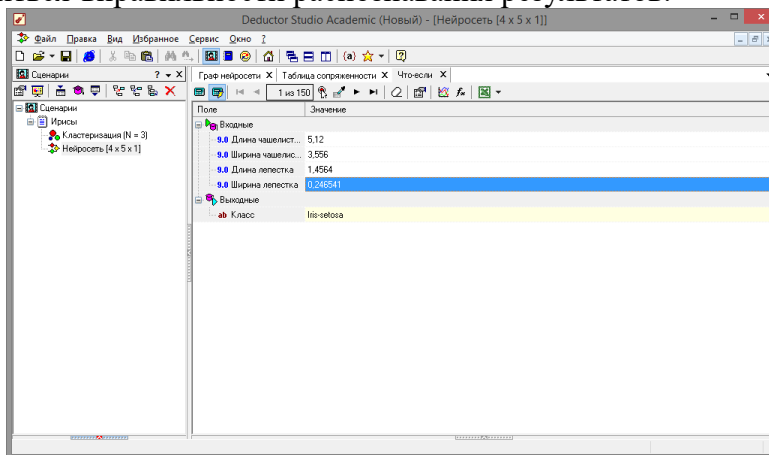 в правильности распознавания результатов.
Deductor Studio Academic (Новый) - [Нейросеть [4 x 5 x 1]]
Файл Правка Вид Избранное Сервис Окно ?
Сценарии ?
Граф нейросети X Таблица сопряженности X Что-если X
1 из 150
Сценарии
Ирисы
Кластеризация (N = 3)
Нейросеть [4 x 5 x 1]
Поле Значение
Входные
9.0 Длина чашелист... 5,12
9.0 Ширина чашелис... 3,556
9.0 Длина лепестка 1,4564
9.0 Ширина лепестка 0,246541
Выходные
ab Класс Iris-setosa